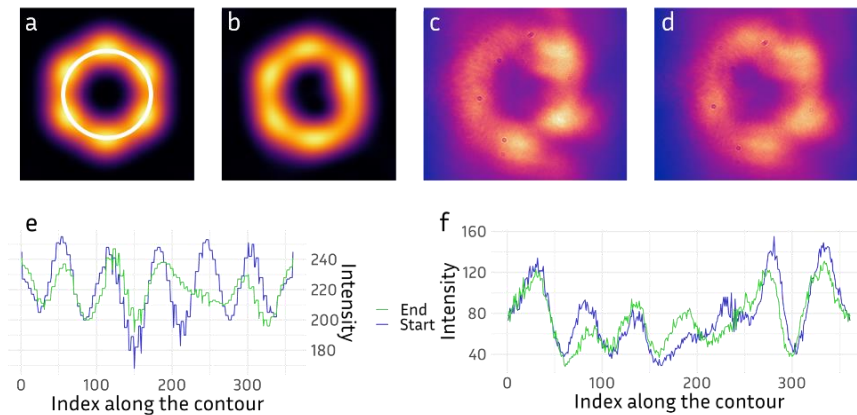 a
b
c
d
e
240
220
200
180
Intensity
0
100
200
300
Index along the contour
End
Start
f
160
120
80
40
Intensity
0
100
200
300
Index along the contour